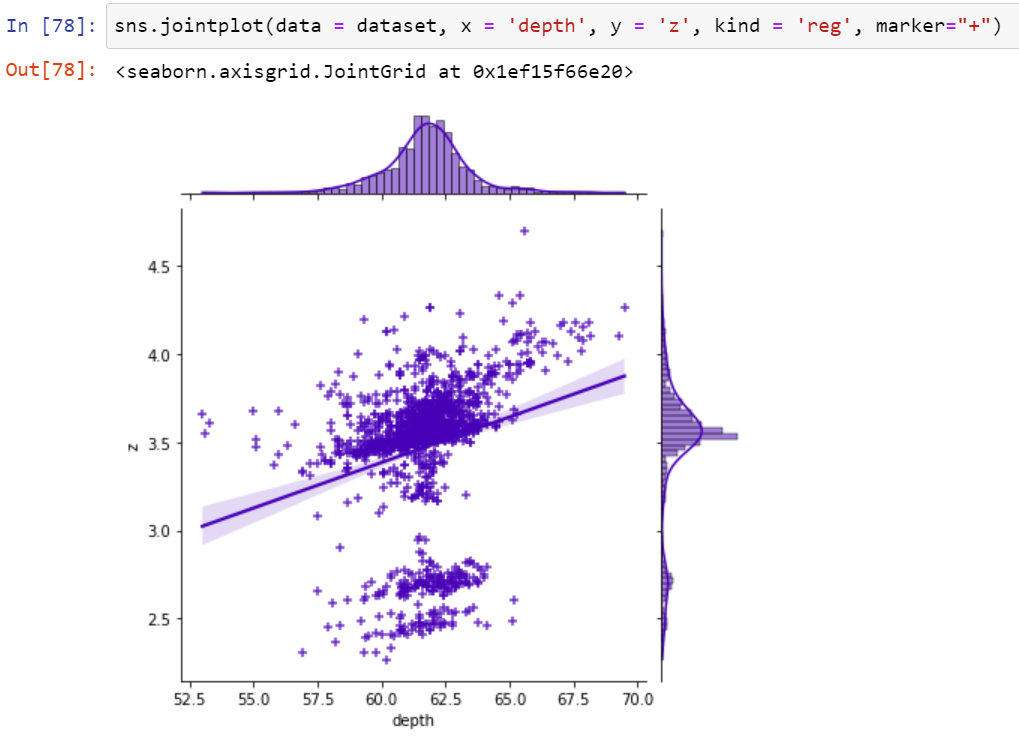 In [78]: sns.jointplot(data = dataset, x = 'depth', y = 'z', kind = 'reg', marker="+")
Out[78]: <seaborn.axisgrid.JointGrid at 0x1ef15f66e20>
4.5
4.0
z
3.5
3.0
2.5
52.5 55.0 57.5 60.0 62.5 65.0 67.5 70.0
depth